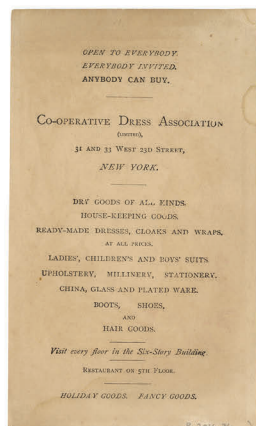 OPEN TO EVERYBODY.
EVERYBODY INVITED.
ANYBODY CAN BUY.
CO-OPERATIVE DRESS ASSOCIATION
(LIMITED),
31 AND 33 WEST 23D STREET,
NEW YORK.
DRY GOODS OF ALL KINDS.
HOUSE-KEEPING GOODS.
READY-MADE DRESSES, CLOAKS AND WRAPS,
AT ALL PRICES.
LADIES', CHILDREN'S AND BOYS' SUITS.
UPHOLSTERY, MILLINERY, STATIONERY.
CHINA, GLASS AND PLATED WARE.
BOOTS, SHOES,
AND
HAIR GOODS.
Visit every floor in the Six-Story Building.
RESTAURANT ON 5TH FLOOR.
HOLIDAY GOODS. FANCY GOODS.